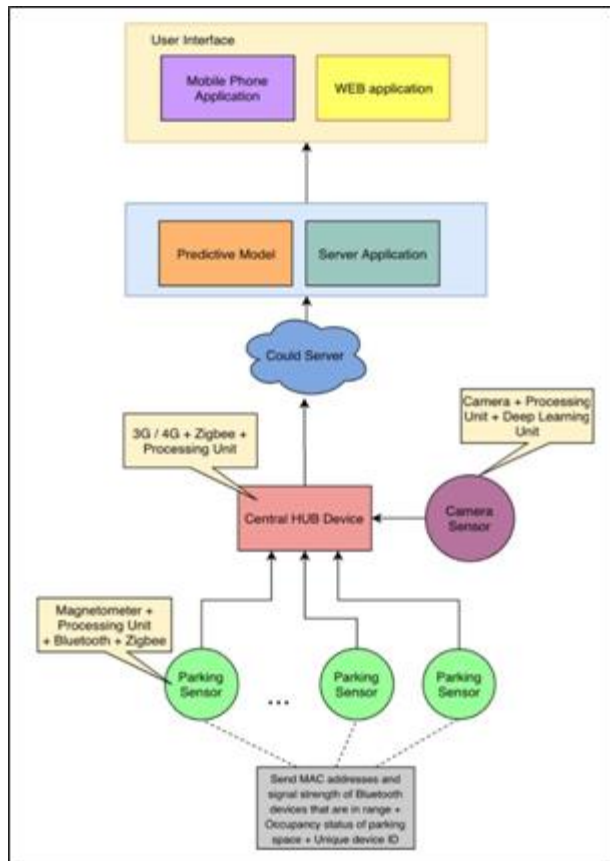 User Interface
Mobile Phone
Application
WEB application
Predictive Model
Server Application
Could Server
3G / 4G + Zigbee +
Processing Unit
Camera + Processing
Unit + Deep Learning
Unit
Central HUB Device
Camera
Sensor
Magnetometer +
Processing Unit
+ Bluetooth + Zigbee
Parking
Sensor
...
Parking
Sensor
Parking
Sensor
Send MAC addresses and
signal strength of Bluetooth
devices that are in range +
Occupancy status of parking
space + Unique device ID